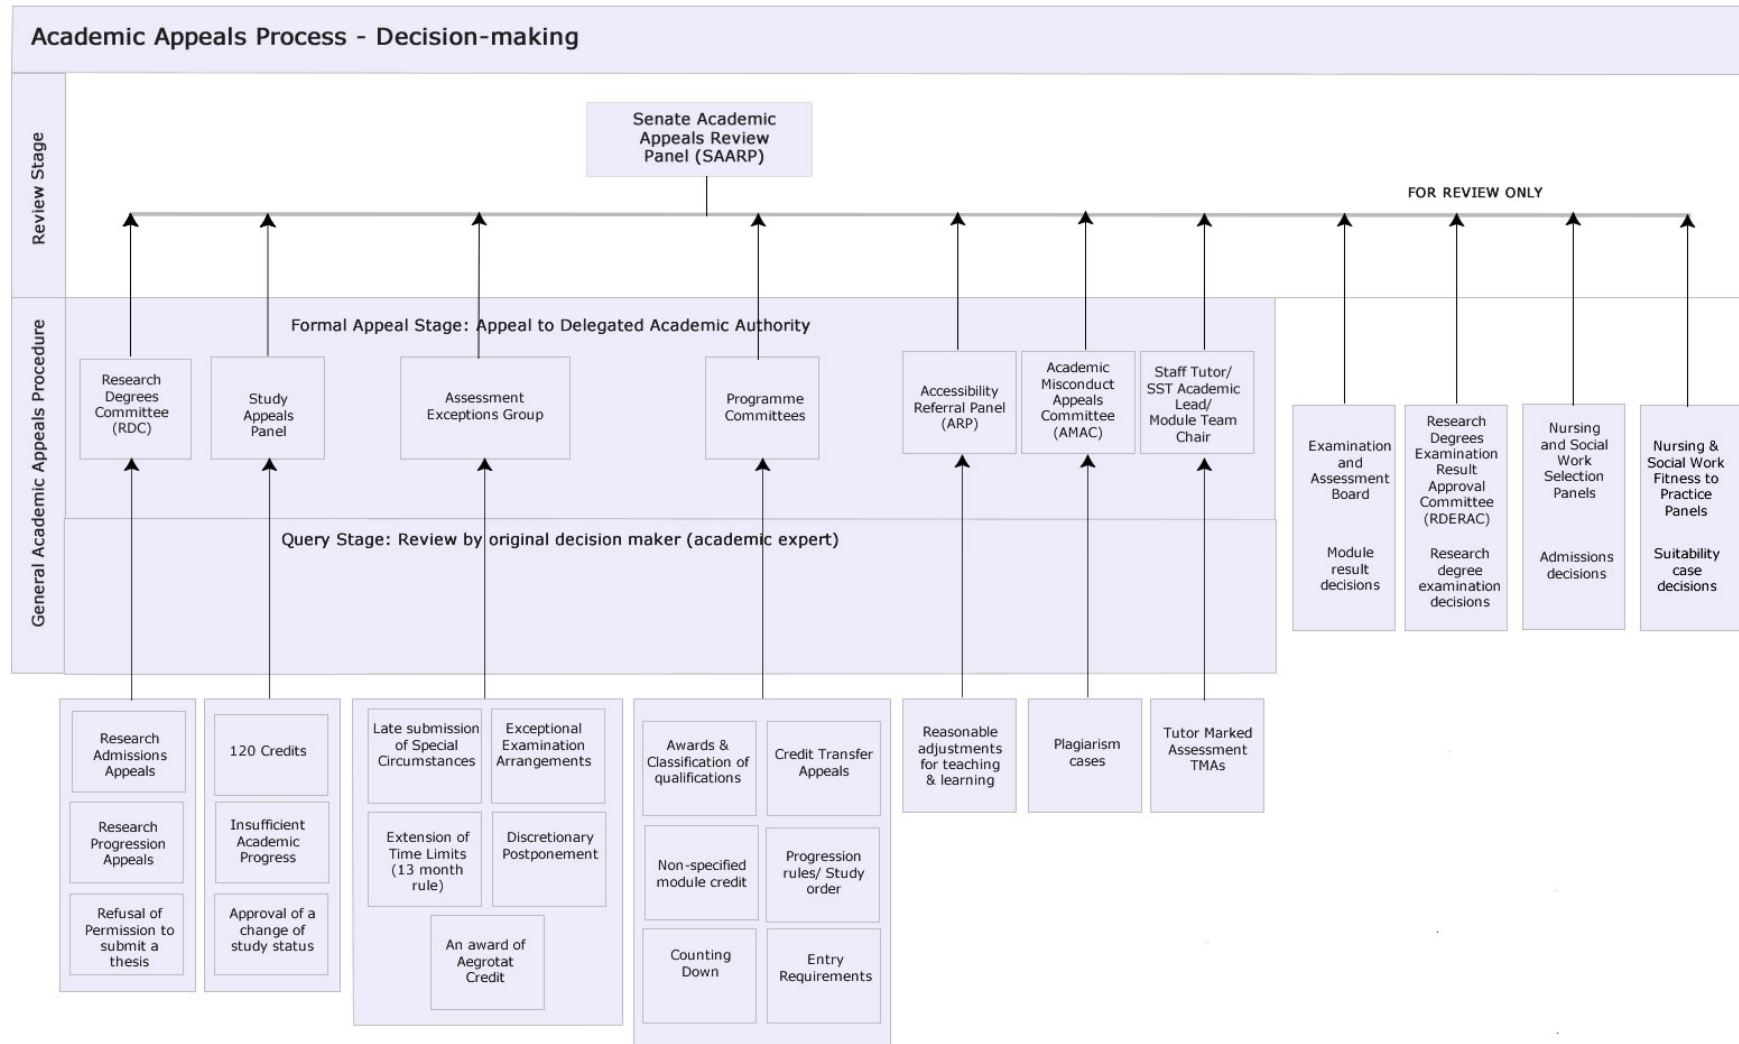 Academic Appeals Process - Decision-making
Review Stage
Senate Academic
Appeals Review
Panel (SAARP)
FOR REVIEW ONLY
General Academic Appeals Procedure
Formal Appeal Stage: Appeal to Delegated Academic Authority
Research
Degrees
Committee
(RDC)
Study
Appeals
Panel
Assessment
Exceptions Group
Programme
Committees
Accessibility
Referral Panel
(ARP)
Academic
Misconduct
Appeals
Committee
(AMAC)
Staff Tutor/
SST Academic
Lead/
Module Team
Chair
Examination
and
Assessment
Board
Module
result
decisions
Research
Degrees
Examination
Result
Approval
Committee
(RDERAC)
Research
degree
examination
decisions
Nursing
and Social
Work
Selection
Panels
Admissions
decisions
Nursing &
Social Work
Fitness to
Practice
Panels
Suitability
case
decisions
Query Stage: Review by original decision maker (academic expert)
Research
Admissions
Appeals
Research
Progression
Appeals
Refusal of
Permission to
submit a
thesis
120 Credits
Insufficient
Academic
Progress
Approval of a
change of
study status
Late submission
of Special
Circumstances
Exceptional
Examination
Arrangements
Extension of
Time Limits
(13 month
rule)
Discretionary
Postponement
An award of
Aegrotat
Credit
Awards &
Classification of
qualifications
Credit Transfer
Appeals
Non-specified
module credit
Progression
rules/ Study
order
Counting
Down
Entry
Requirements
Reasonable
adjustments
for teaching
& learning
Plagiarism
cases
Tutor Marked
Assessment
TMAs